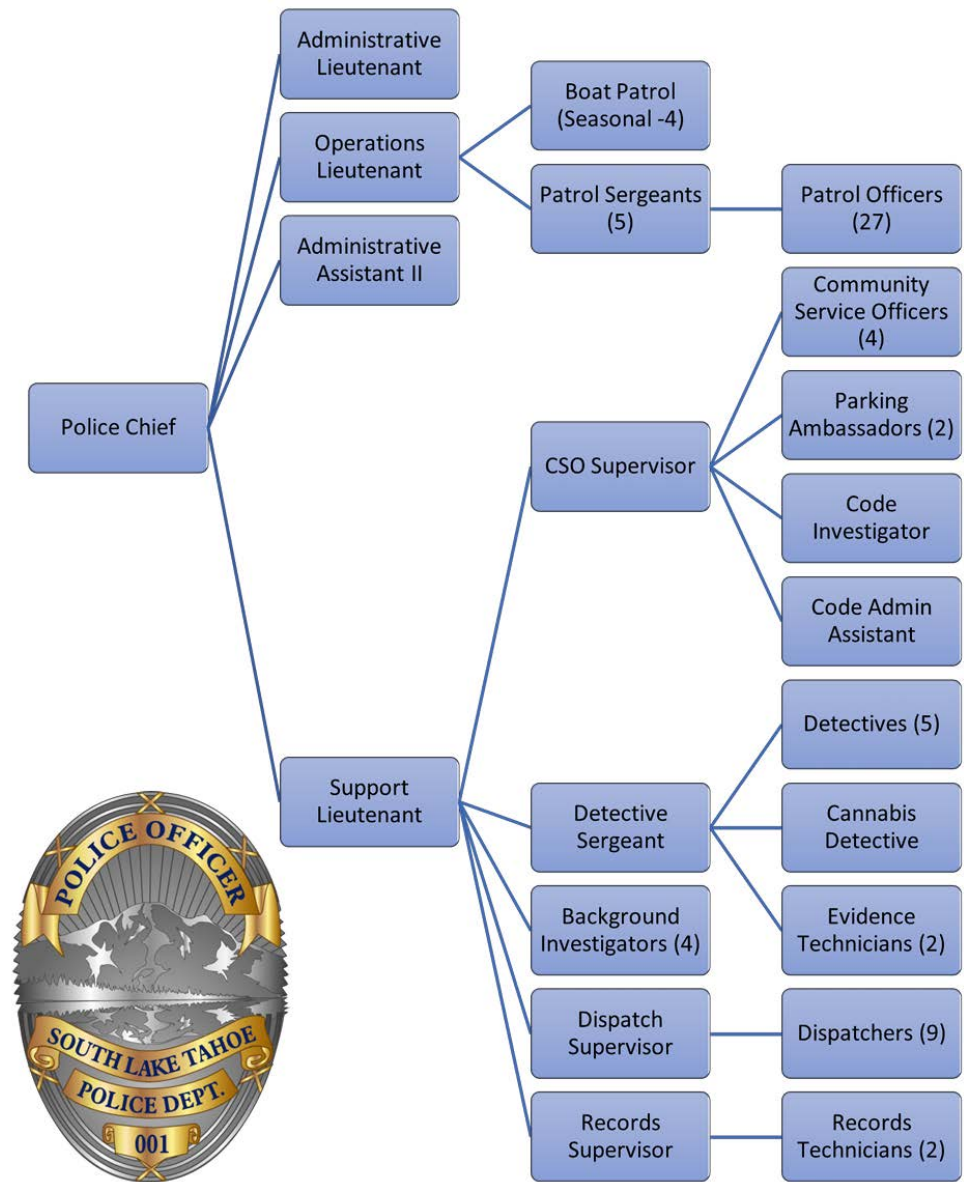 Administrative
Lieutenant
Boat Patrol
(Seasonal -4)
Operations
Lieutenant
Patrol Sergeants
(5)
Patrol Officers
(27)
Administrative
Assistant II
Community
Service Officers
(4)
Police Chief
Parking
Ambassadors (2)
CSO Supervisor
Code
Investigator
Code Admin
Assistant
Detectives (5)
Support
Lieutenant
Detective
Sergeant
Cannabis
Detective
Background
Investigators (4)
Evidence
Technicians (2)
Dispatch
Supervisor
Dispatchers (9)
Records
Supervisor
Records
Technicians (2)
POLICE OFFICER
SOUTH LAKE TAHOE
POLICE DEPT.
001